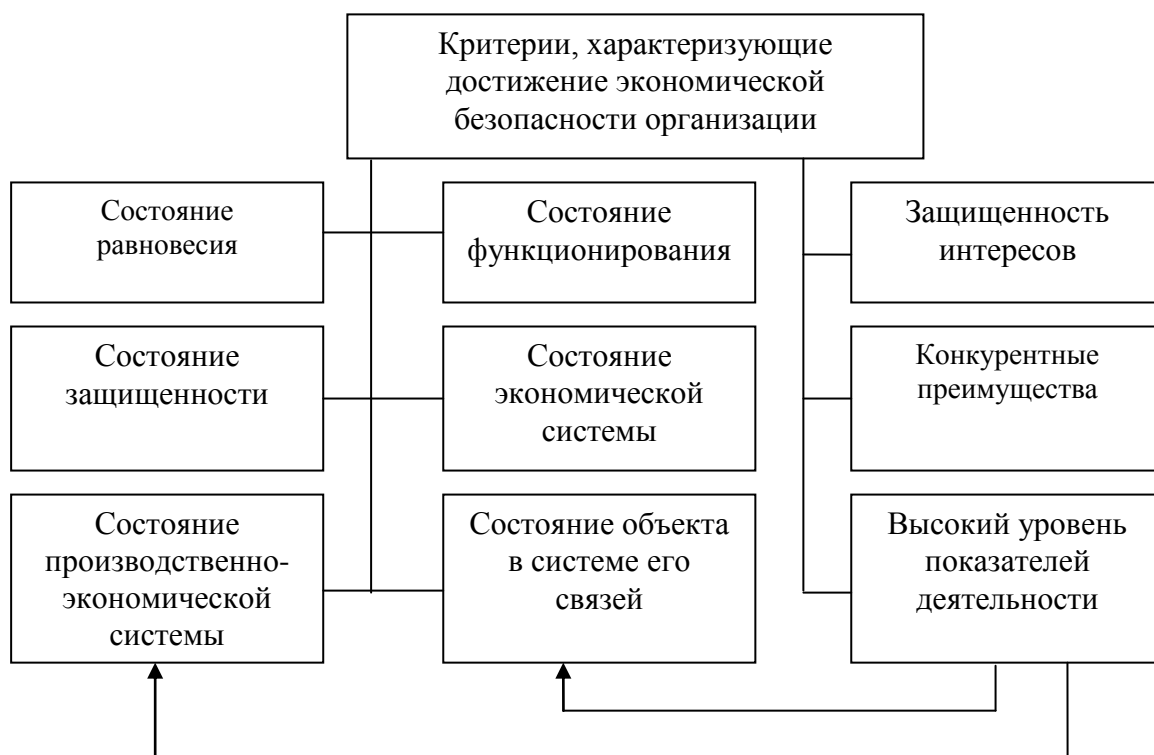 Критерии, характеризующие
достижение экономической
безопасности организации
Состояние
равновесия
Состояние
функционирования
Защищенность
интересов
Состояние
защищенности
Состояние
экономической
системы
Конкурентные
преимущества
Состояние
производственно-
экономической
системы
Состояние объекта
в системе его
связей
Высокий уровень
показателей
деятельности